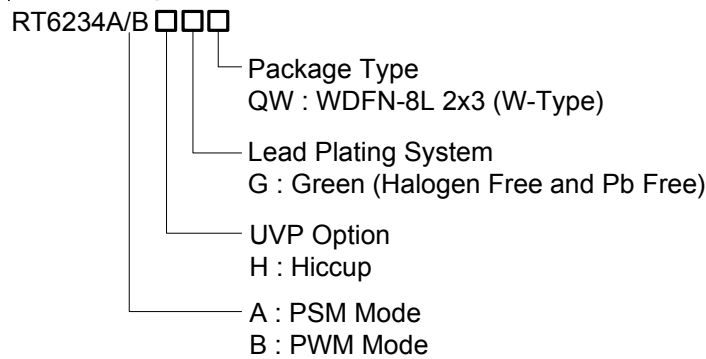 RT6234A/B □□□
Package Type
QW : WDFN-8L 2x3 (W-Type)
Lead Plating System
G : Green (Halogen Free and Pb Free)
UVP Option
H : Hiccup
A : PSM Mode
B : PWM Mode